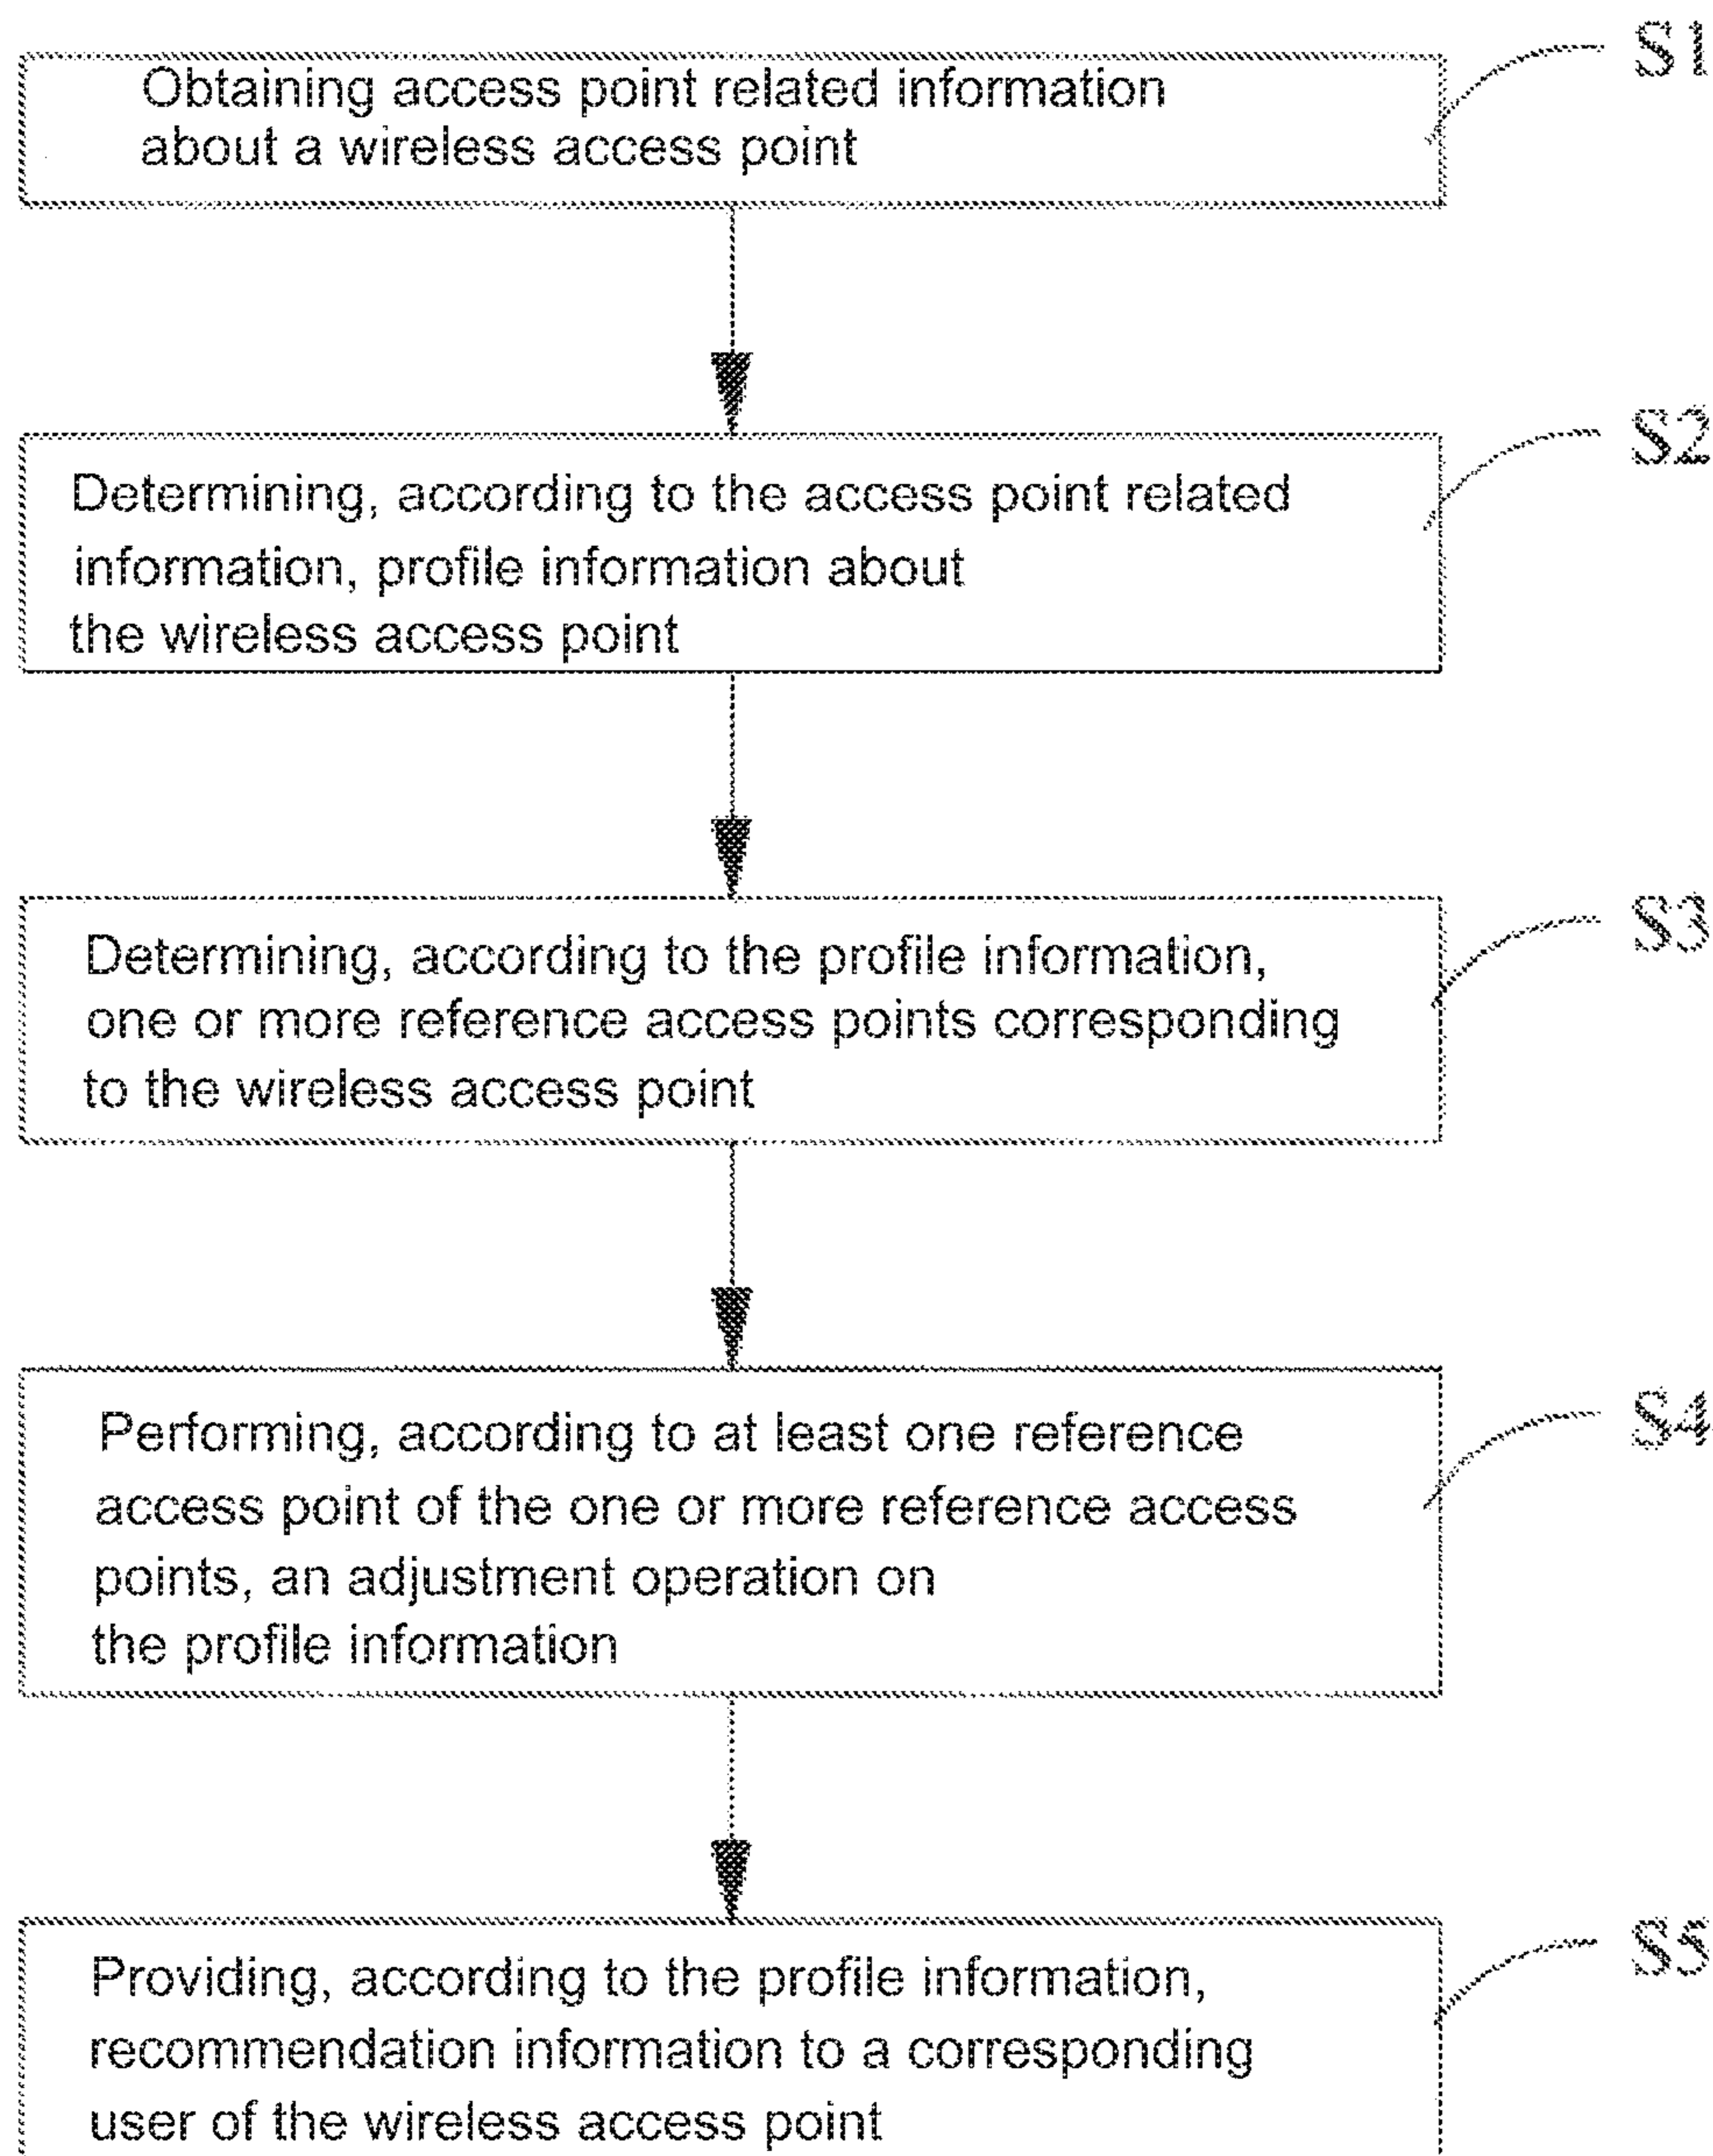 S1
Obtaining access point related information
about a wireless access point
S2
Determining, according to the access point related
information, profile information about
the wireless access point
S3
Determining, according to the profile information,
one or more reference access points corresponding
to the wireless access point
S4
Performing, according to at least one reference
access point of the one or more reference access
points, an adjustment operation on
the profile information
S5
Providing, according to the profile information,
recommendation information to a corresponding
user of the wireless access point